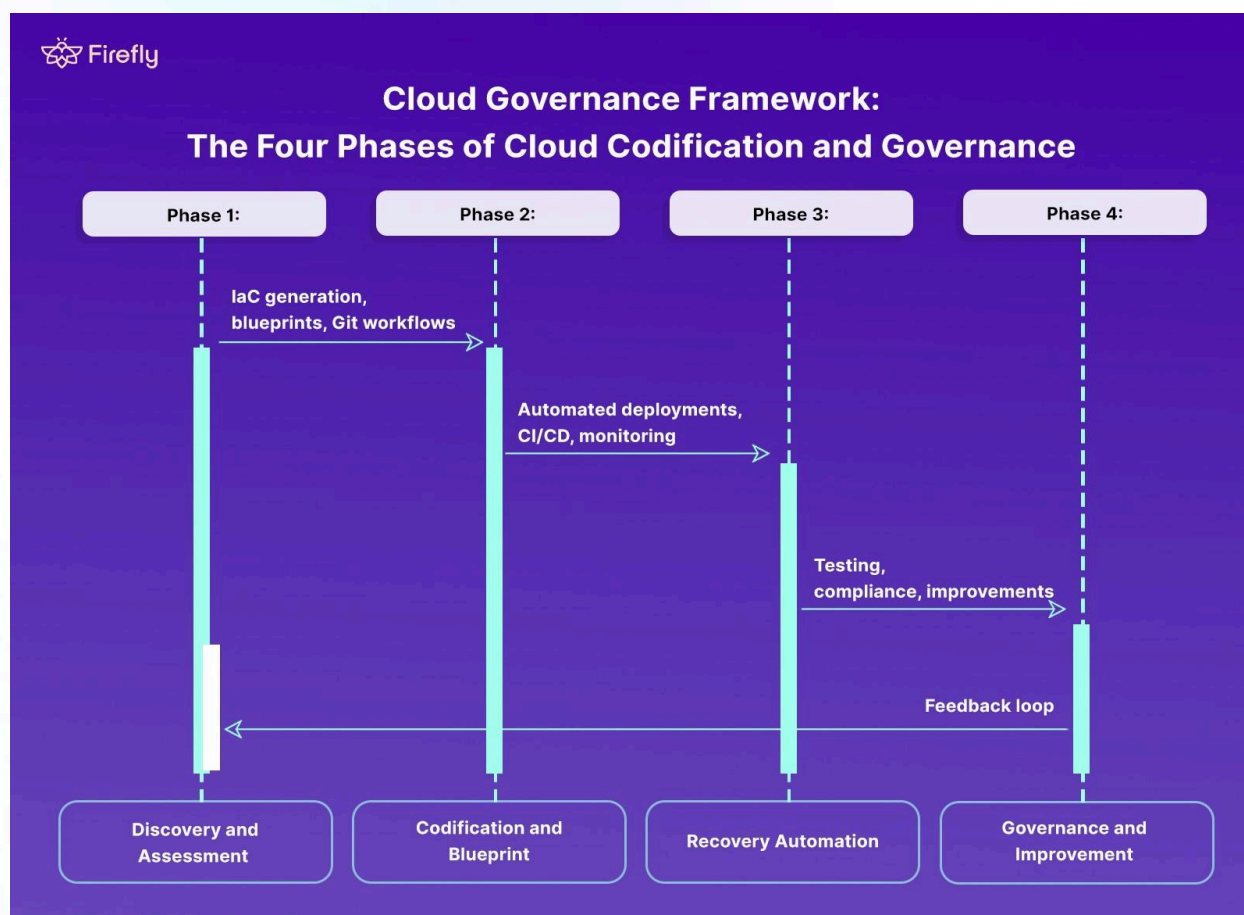 Firefly
Cloud Governance Framework:
The Four Phases of Cloud Codification and Governance
Phase 1:
Phase 2:
Phase 3:
Phase 4:
IaC generation,
blueprints, Git workflows
Automated deployments,
CI/CD, monitoring
Testing,
compliance, improvements
Feedback loop
Discovery and
Assessment
Codification and
Blueprint
Recovery Automation
Governance and
Improvement